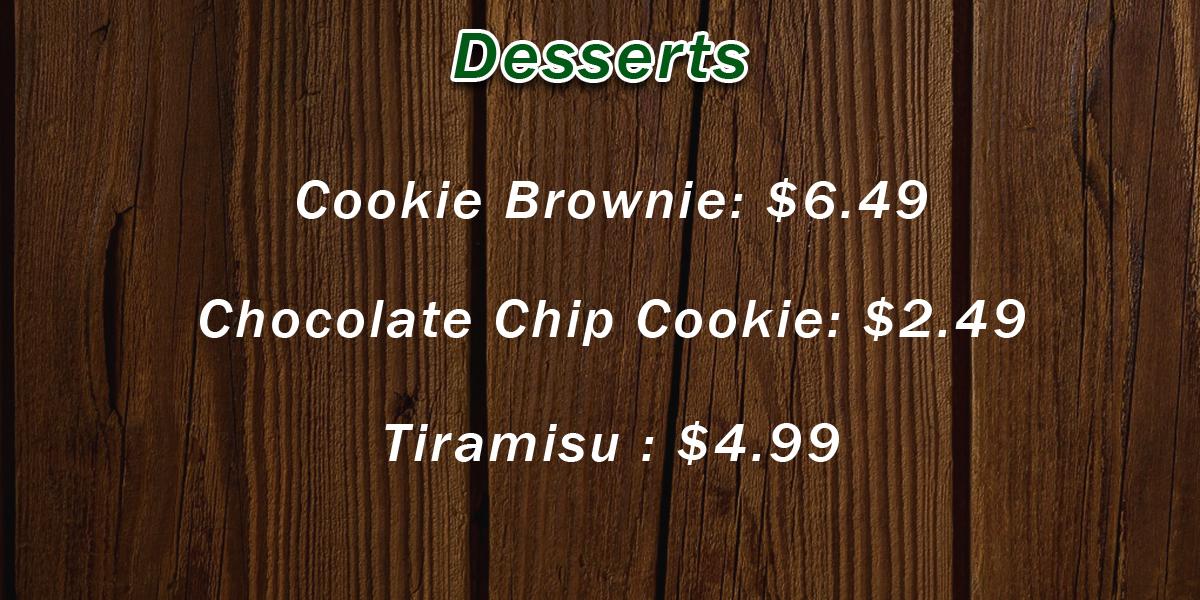 Desserts
Cookie Brownie: $6.49
Chocolate Chip Cookie: $2.49
Tiramisu : $4.99